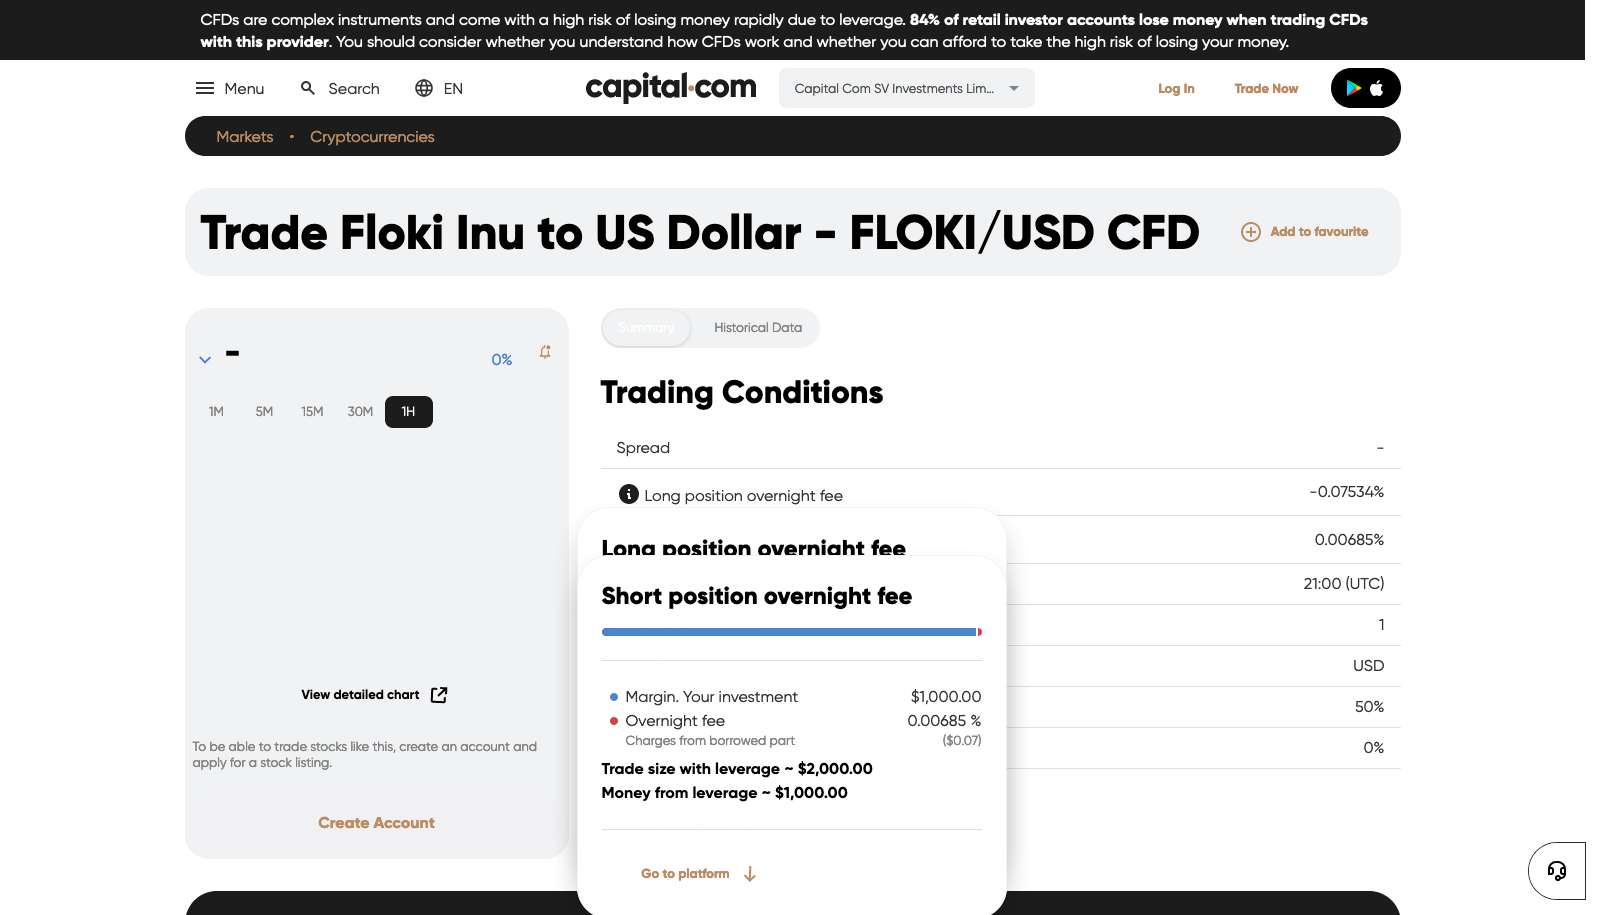 CFDs are complex instruments and come with a high risk of losing money rapidly due to leverage. 84% of retail investor accounts lose money when trading CFDs
with this provider. You should consider whether you understand how CFDs work and whether you can afford to take the high risk of losing your money.
Menu
Search
EN
capital.com
Capital Com SV Investments Lim...
Log In
Trade Now
Markets • Cryptocurrencies
Trade Floki Inu to US Dollar - FLOKI/USD CFD
Add to favourite
-
0%
1M 5M 15M 30M 1H
View detailed chart
To be able to trade stocks like this, create an account and
apply for a stock listing.
Create Account
Summary
Historical Data
Trading Conditions
Spread -
Long position overnight fee -0.07534%
0.00685%
21:00 (UTC)
1
USD
50%
0%
Long position overnight fee
Short position overnight fee
Margin. Your investment $1,000.00
Overnight fee 0.00685 %
Charges from borrowed part ($0.07)
Trade size with leverage ~ $2,000.00
Money from leverage ~ $1,000.00
Go to platform